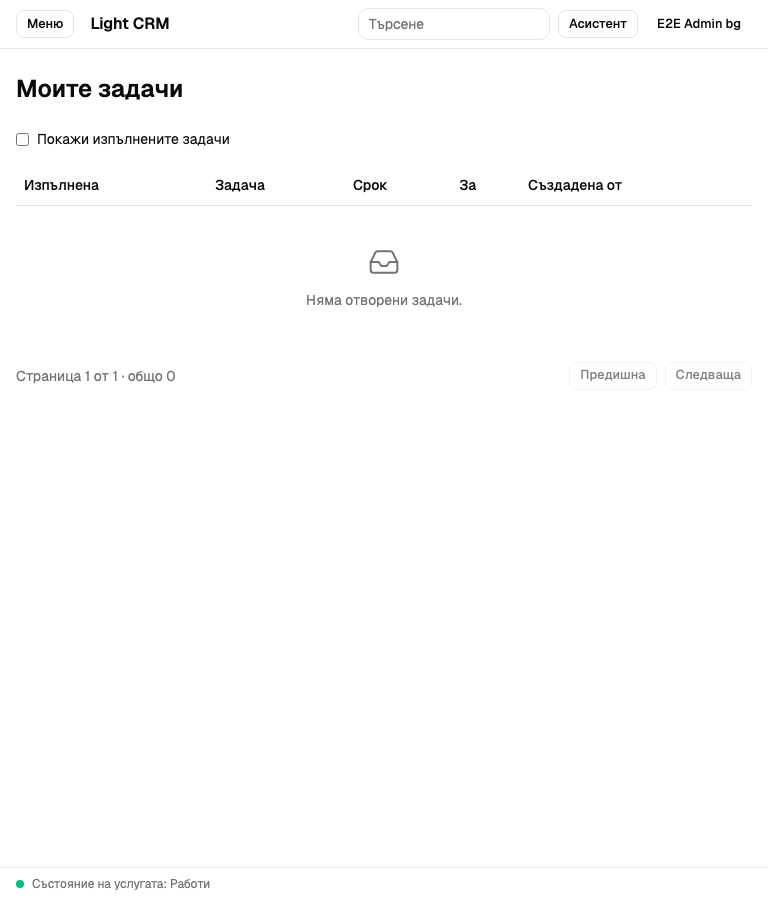 Меню Light CRM Търсене Асистент E2E Admin bg
Моите задачи
Покажи изпълнените задачи
Изпълнена Задача Срок За Създадена от
Няма отворени задачи.
Страница 1 от 1 · общо 0 Предишна Следваща
Състояние на услугата: Работи